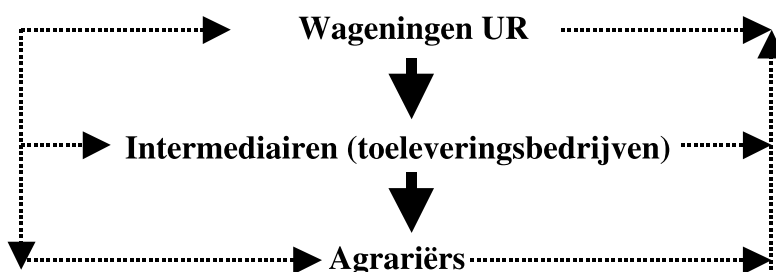 Wageningen UR
Intermediairen (toeleveringsbedrijven)
Agrariërs